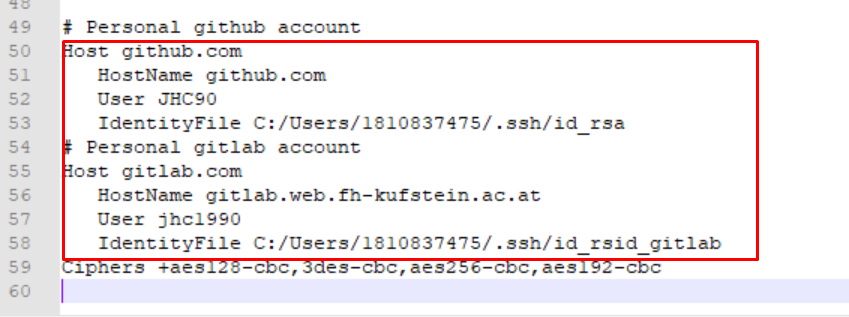 48
49 # Personal github account
50 Host github.com
51 HostName github.com
52 User JHC90
53 IdentityFile C:/Users/1810837475/.ssh/id_rsa
54 # Personal gitlab account
55 Host gitlab.com
56 HostName gitlab.web.fh-kufstein.ac.at
57 User jhc1990
58 IdentityFile C:/Users/1810837475/.ssh/id_rsid_gitlab
59 Ciphers +aes128-cbc,3des-cbc,aes256-cbc,aes192-cbc
60